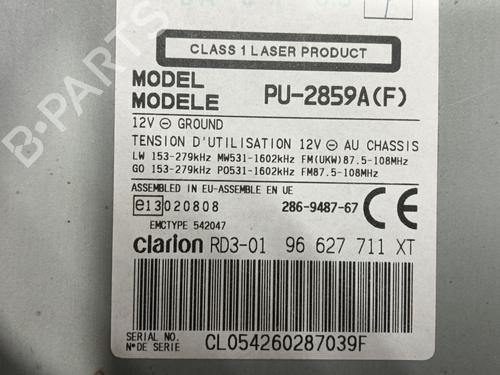 CLASS 1 LASER PRODUCT
MODEL
MODELE
PU-2859A(F)
12V ⊖ GROUND
TENSION D'UTILISATION 12V ⊖ AU CHASSIS
LW 153-279kHz MW531-1602kHz FM(UKW)87.5-108MHz
GO 153-279kHz PO531-1602kHz FM87.5-108MHz
ASSEMBLED IN EU-ASSEMBLE EN UE
e13 020808 286-9487-67 CE
EMCTYPE 542047
clarion RD3-01 96 627 711 XT
SERIAL NO.
N°DE SERIE
CL054260287039F
B-PARTS